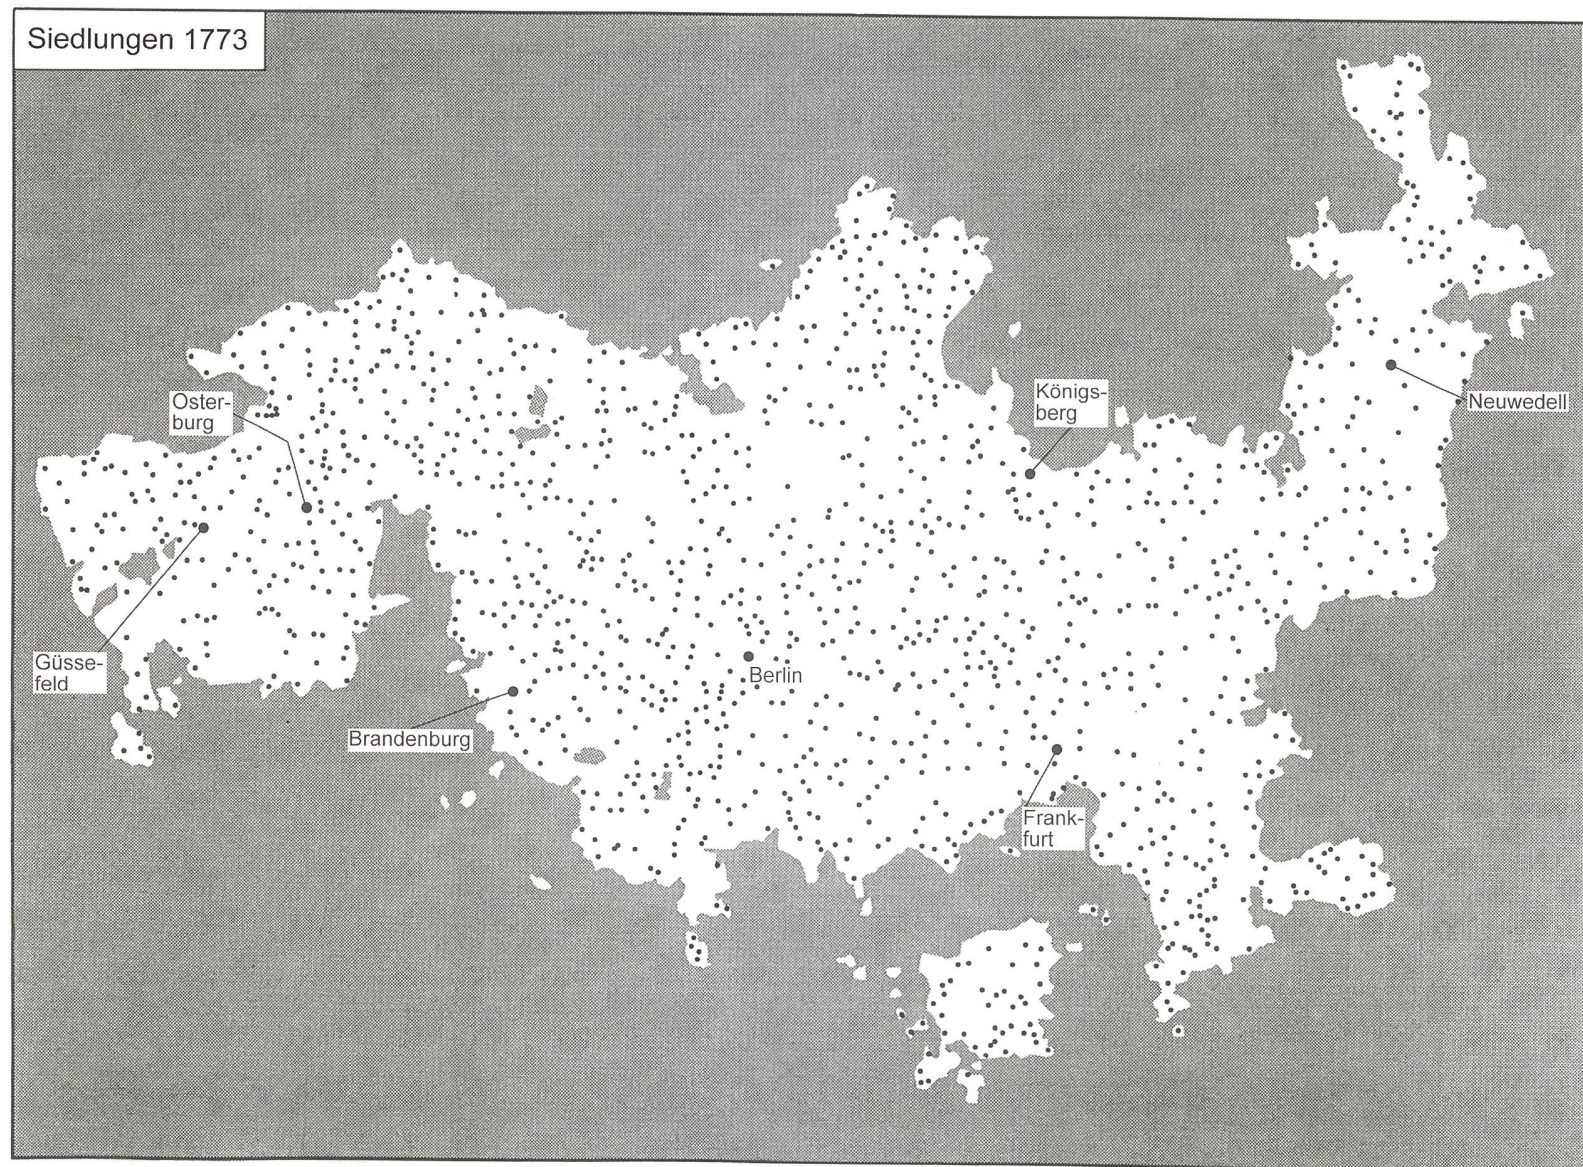 Siedlungen 1773
Königs-
berg
Neuwedell
Oster-
burg
Güsse-
feld
Berlin
Brandenburg
Frank-
furt